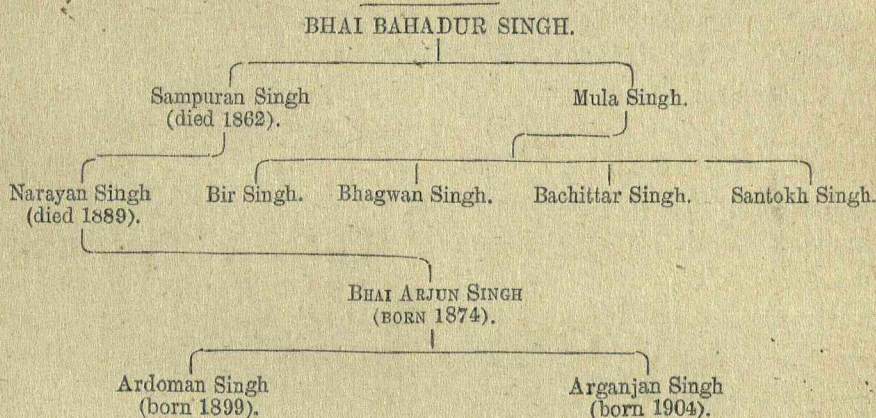 BHAI BAHADUR SINGH.
Sampuran Singh
(died 1862).
Mula Singh.
Narayan Singh
(died 1889).
Bir Singh.
Bhagwan Singh.
Bachittar Singh.
Santokh Singh.
BHAI ARJUN SINGH
(BORN 1874).
Ardoman Singh
(born 1899).
Arganjan Singh
(born 1904).